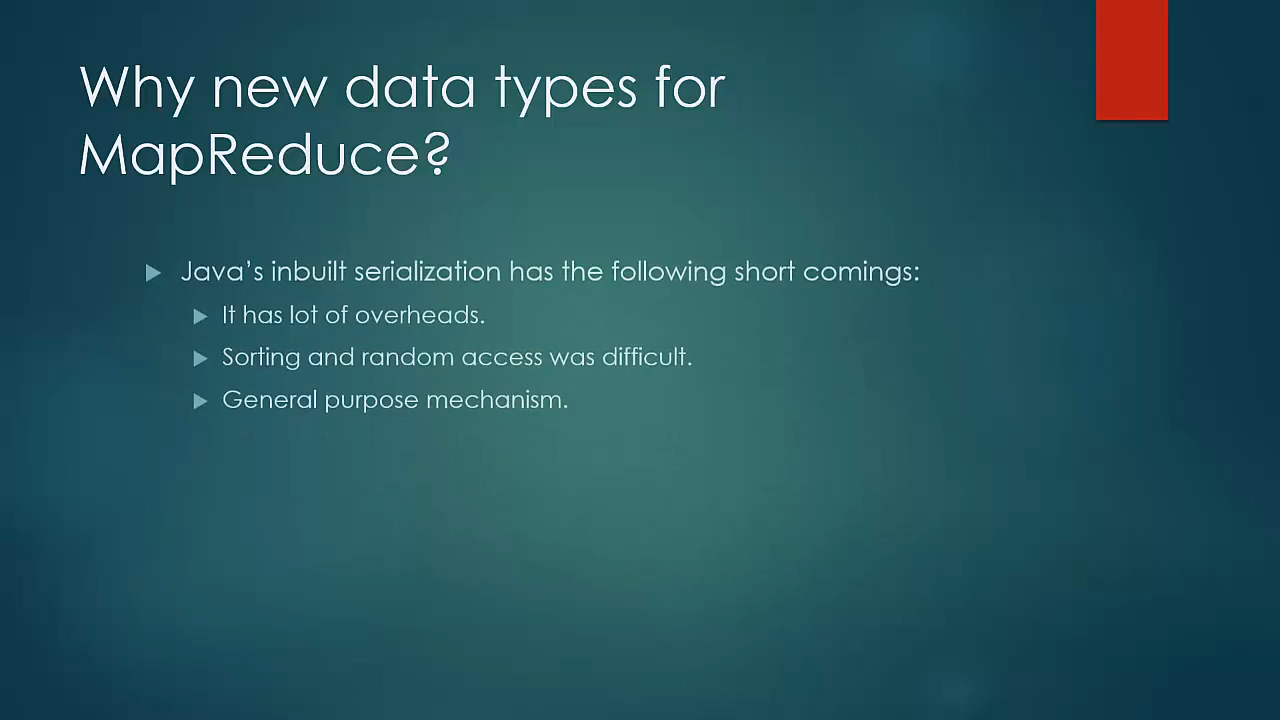 Why new data types for
MapReduce?
Java’s inbuilt serialization has the following short comings:
It has lot of overheads.
Sorting and random access was difficult.
General purpose mechanism.